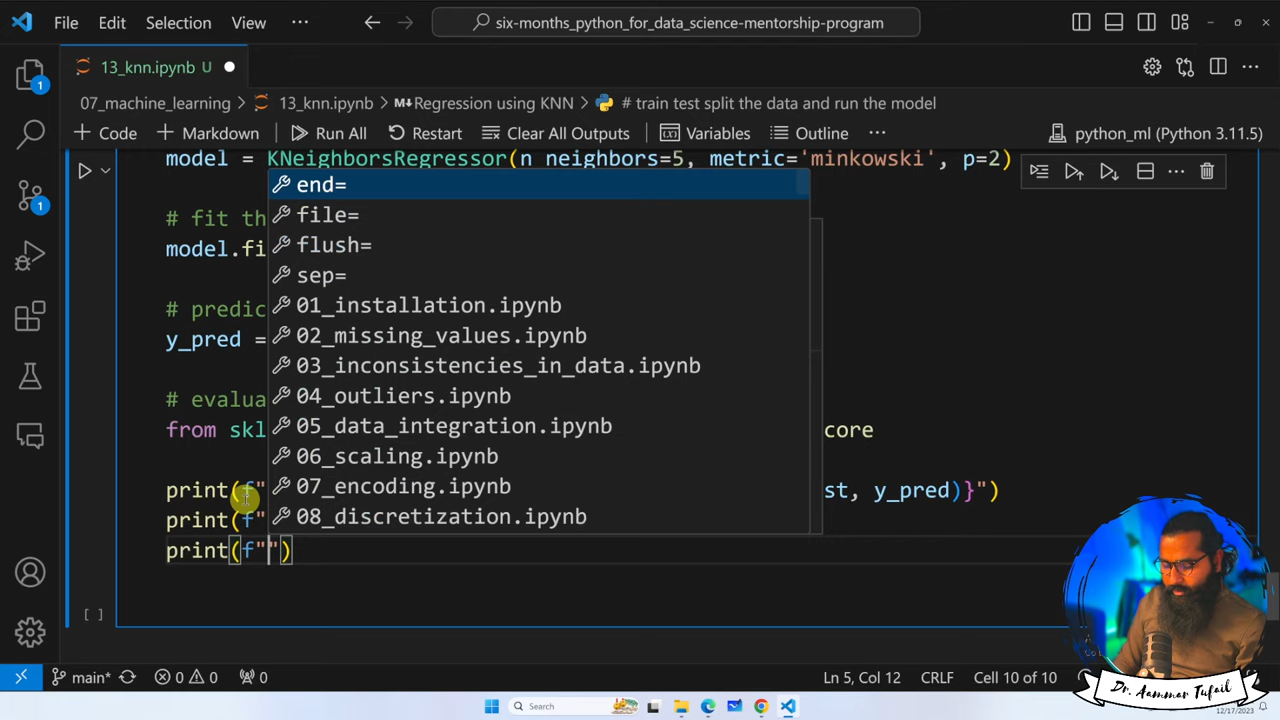 File Edit Selection View ··· six-months_python_for_data_science-mentorship-program
13_knn.ipynb U
07_machine_learning > 13_knn.ipynb > M↓Regression using KNN > # train test split the data and run the model
+ Code + Markdown Run All Restart Clear All Outputs Variables Outline ··· python_ml (Python 3.11.5)
model = KNeighborsRegressor(n_neighbors=5, metric='minkowski', p=2)
end=
# fit th
file=
model.fi
flush=
sep=
# predic
01_installation.ipynb
y_pred =
02_missing_values.ipynb
03_inconsistencies_in_data.ipynb
# evalua
04_outliers.ipynb
from skl core
05_data_integration.ipynb
06_scaling.ipynb
print(f" st, y_pred)}")
07_encoding.ipynb
print(f"
08_discretization.ipynb
print(f"")
[ ]
1
1
main* 0 0 0 Ln 5, Col 12 CRLF Cell 10 of 10
Dr. Aammar Tufail
Search
12/17/2023